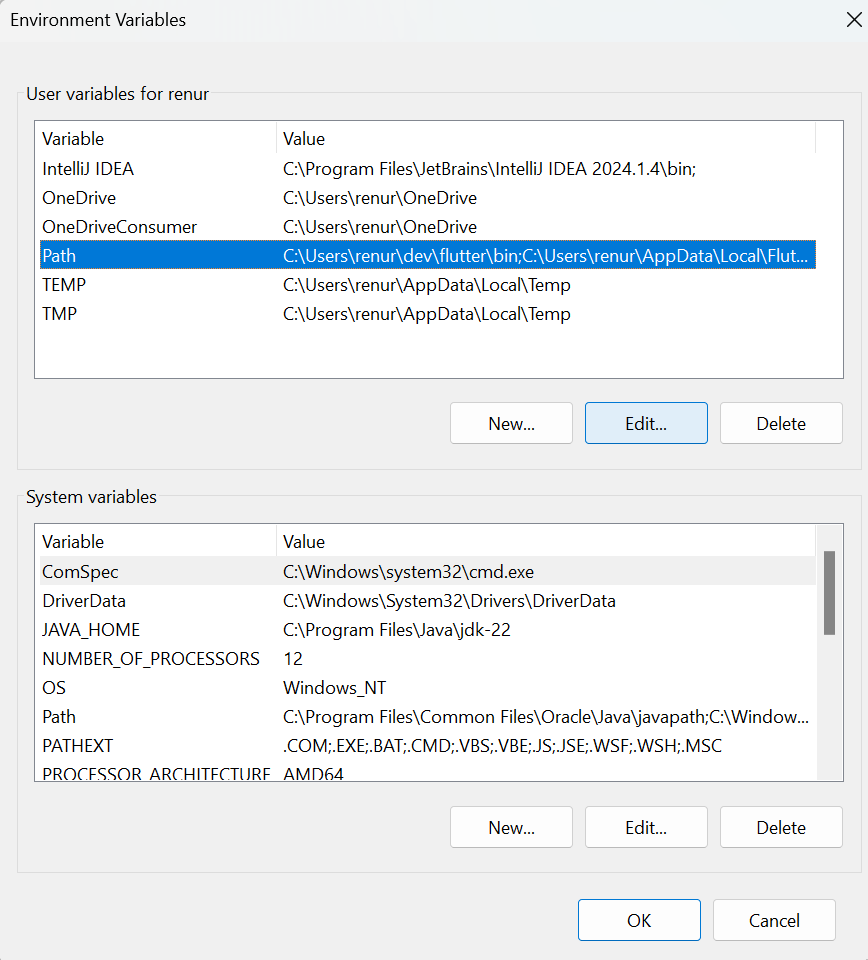 Environment Variables
User variables for renur
Variable Value
IntelliJ IDEA C:\Program Files\JetBrains\IntelliJ IDEA 2024.1.4\bin;
OneDrive C:\Users\renur\OneDrive
OneDriveConsumer C:\Users\renur\OneDrive
Path C:\Users\renur\dev\flutter\bin;C:\Users\renur\AppData\Local\Flut...
TEMP C:\Users\renur\AppData\Local\Temp
TMP C:\Users\renur\AppData\Local\Temp
New... Edit... Delete
System variables
Variable Value
ComSpec C:\Windows\system32\cmd.exe
DriverData C:\Windows\System32\Drivers\DriverData
JAVA_HOME C:\Program Files\Java\jdk-22
NUMBER_OF_PROCESSORS 12
OS Windows_NT
Path C:\Program Files\Common Files\Oracle\Java\javapath;C:\Window...
PATHEXT .COM;.EXE;.BAT;.CMD;.VBS;.VBE;.JS;.JSE;.WSF;.WSH;.MSC
PROCESSOR_ARCHITECTURE AMD64
New... Edit... Delete
OK Cancel